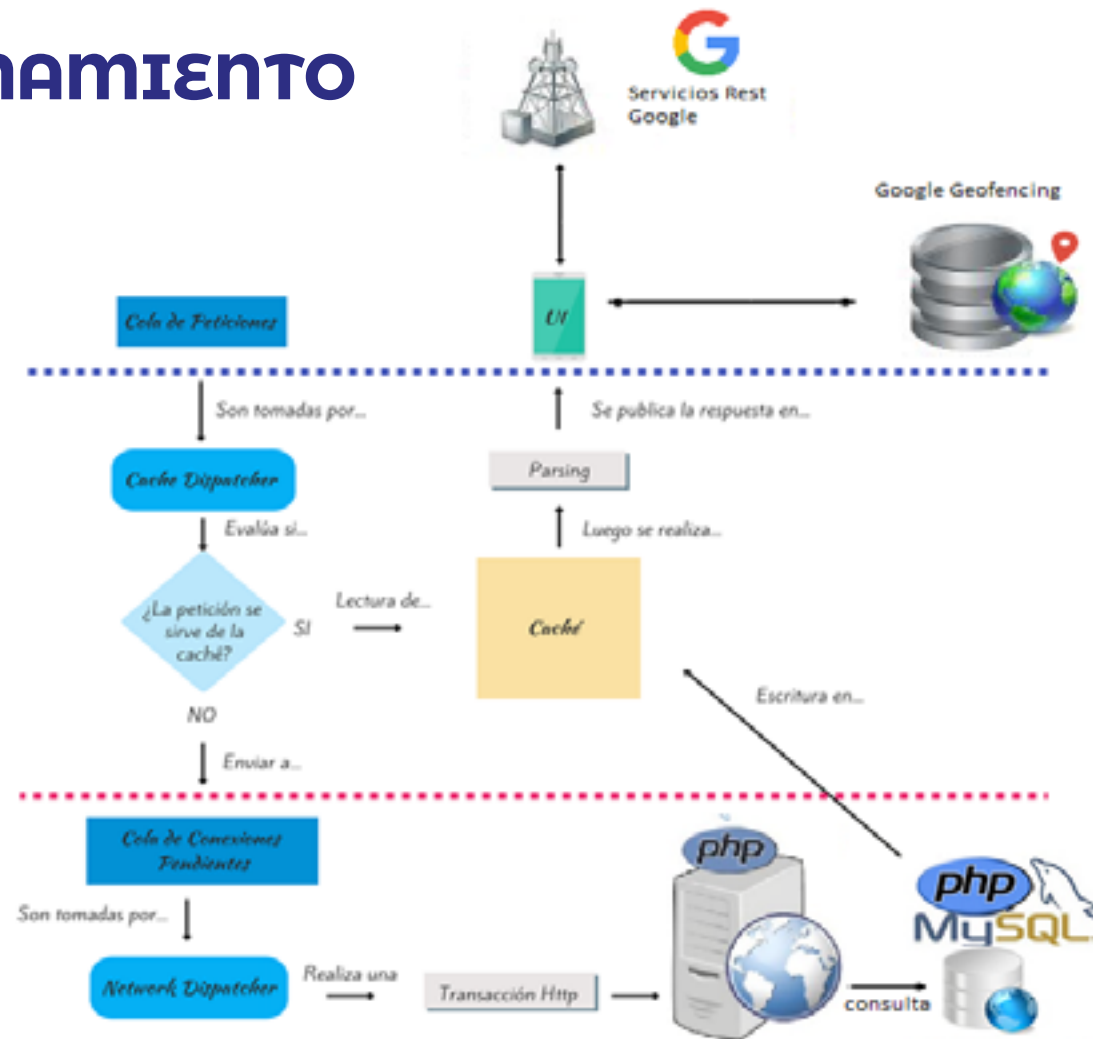 NAMIENTO
Servicios Rest
Google
Google Geofencing
Cola de Peticiones
UI
Son tomadas por...
Se publica la respuesta en...
Cache Dispatcher
Parsing
Evalúa si...
Luego se realiza...
¿La petición se
sirve de la
caché?
SI
Lectura de...
Caché
NO
Escritura en...
Enviar a...
Cola de Conexiones
Pendientes
php
php
MySQL
Son tomadas por...
Network Dispatcher
Realiza una
Transacción Http
consulta